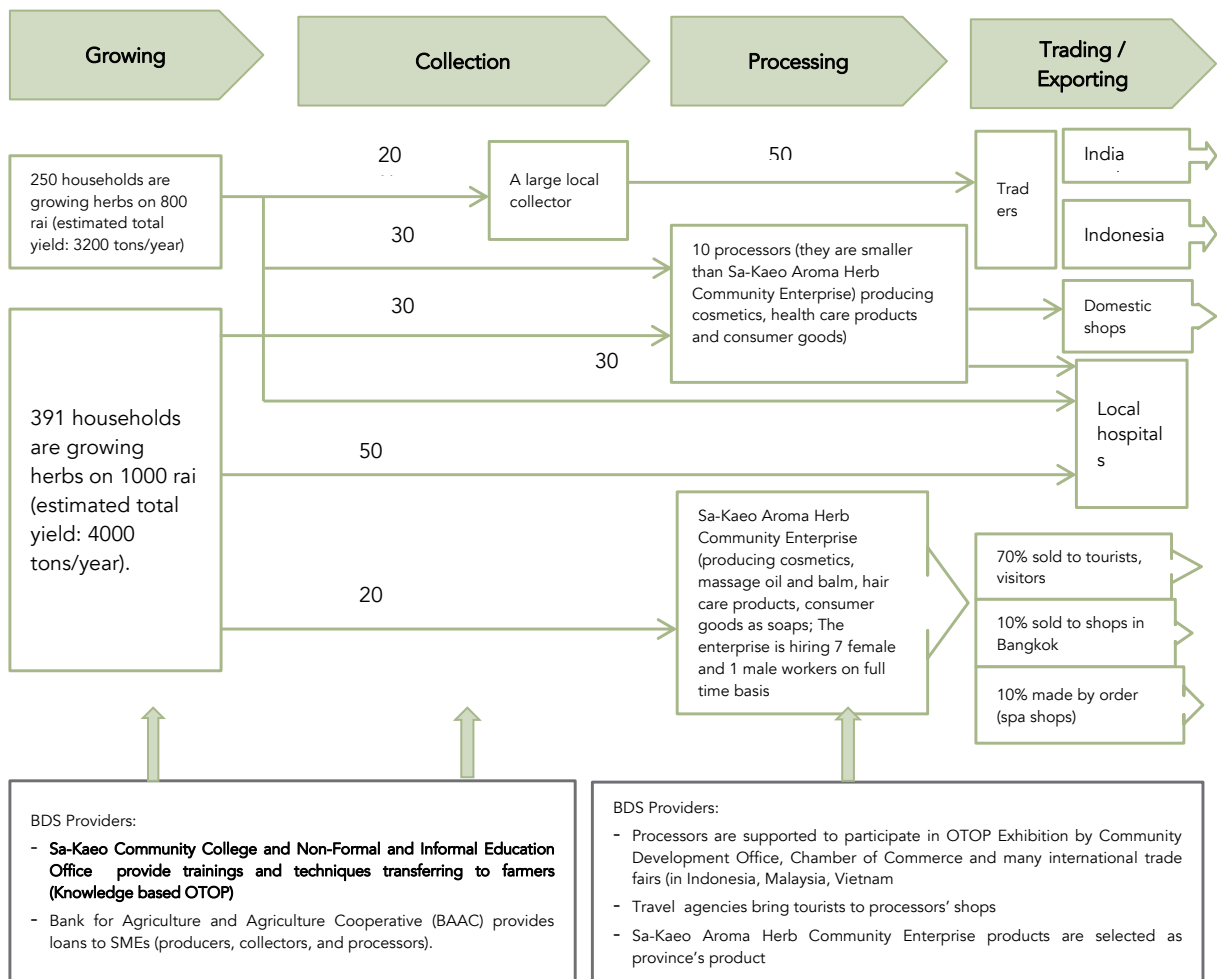 Growing
Collection
Processing
Trading /
Exporting
250 households are
growing herbs on 800
rai (estimated total
yield: 3200 tons/year)
20
A large local
collector
50
Trad
ers
India
Indonesia
30
10 processors (they are smaller
than Sa-Kaeo Aroma Herb
Community Enterprise) producing
cosmetics, health care products
and consumer goods)
30
Domestic
shops
30
391 households
are growing
herbs on 1000 rai
(estimated total
yield: 4000
tons/year).
50
Local
hospital
s
20
Sa-Kaeo Aroma Herb
Community Enterprise
(producing cosmetics,
massage oil and balm, hair
care products, consumer
goods as soaps; The
enterprise is hiring 7 female
and 1 male workers on full
time basis
70% sold to tourists,
visitors
10% sold to shops in
Bangkok
10% made by order
(spa shops)
BDS Providers:
- Sa-Kaeo Community College and Non-Formal and Informal Education
Office provide trainings and techniques transferring to farmers
(Knowledge based OTOP)
- Bank for Agriculture and Agriculture Cooperative (BAAC) provides
loans to SMEs (producers, collectors, and processors).
BDS Providers:
- Processors are supported to participate in OTOP Exhibition by Community
Development Office, Chamber of Commerce and many international trade
fairs (in Indonesia, Malaysia, Vietnam
- Travel agencies bring tourists to processors' shops
- Sa-Kaeo Aroma Herb Community Enterprise products are selected as
province's product